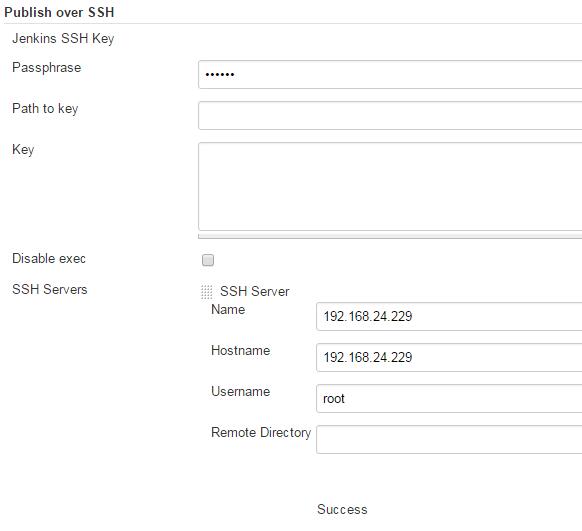 Publish over SSH
Jenkins SSH Key
Passphrase
••••••
Path to key
Key
Disable exec
SSH Servers
SSH Server
Name
192.168.24.229
Hostname
192.168.24.229
Username
root
Remote Directory
Success